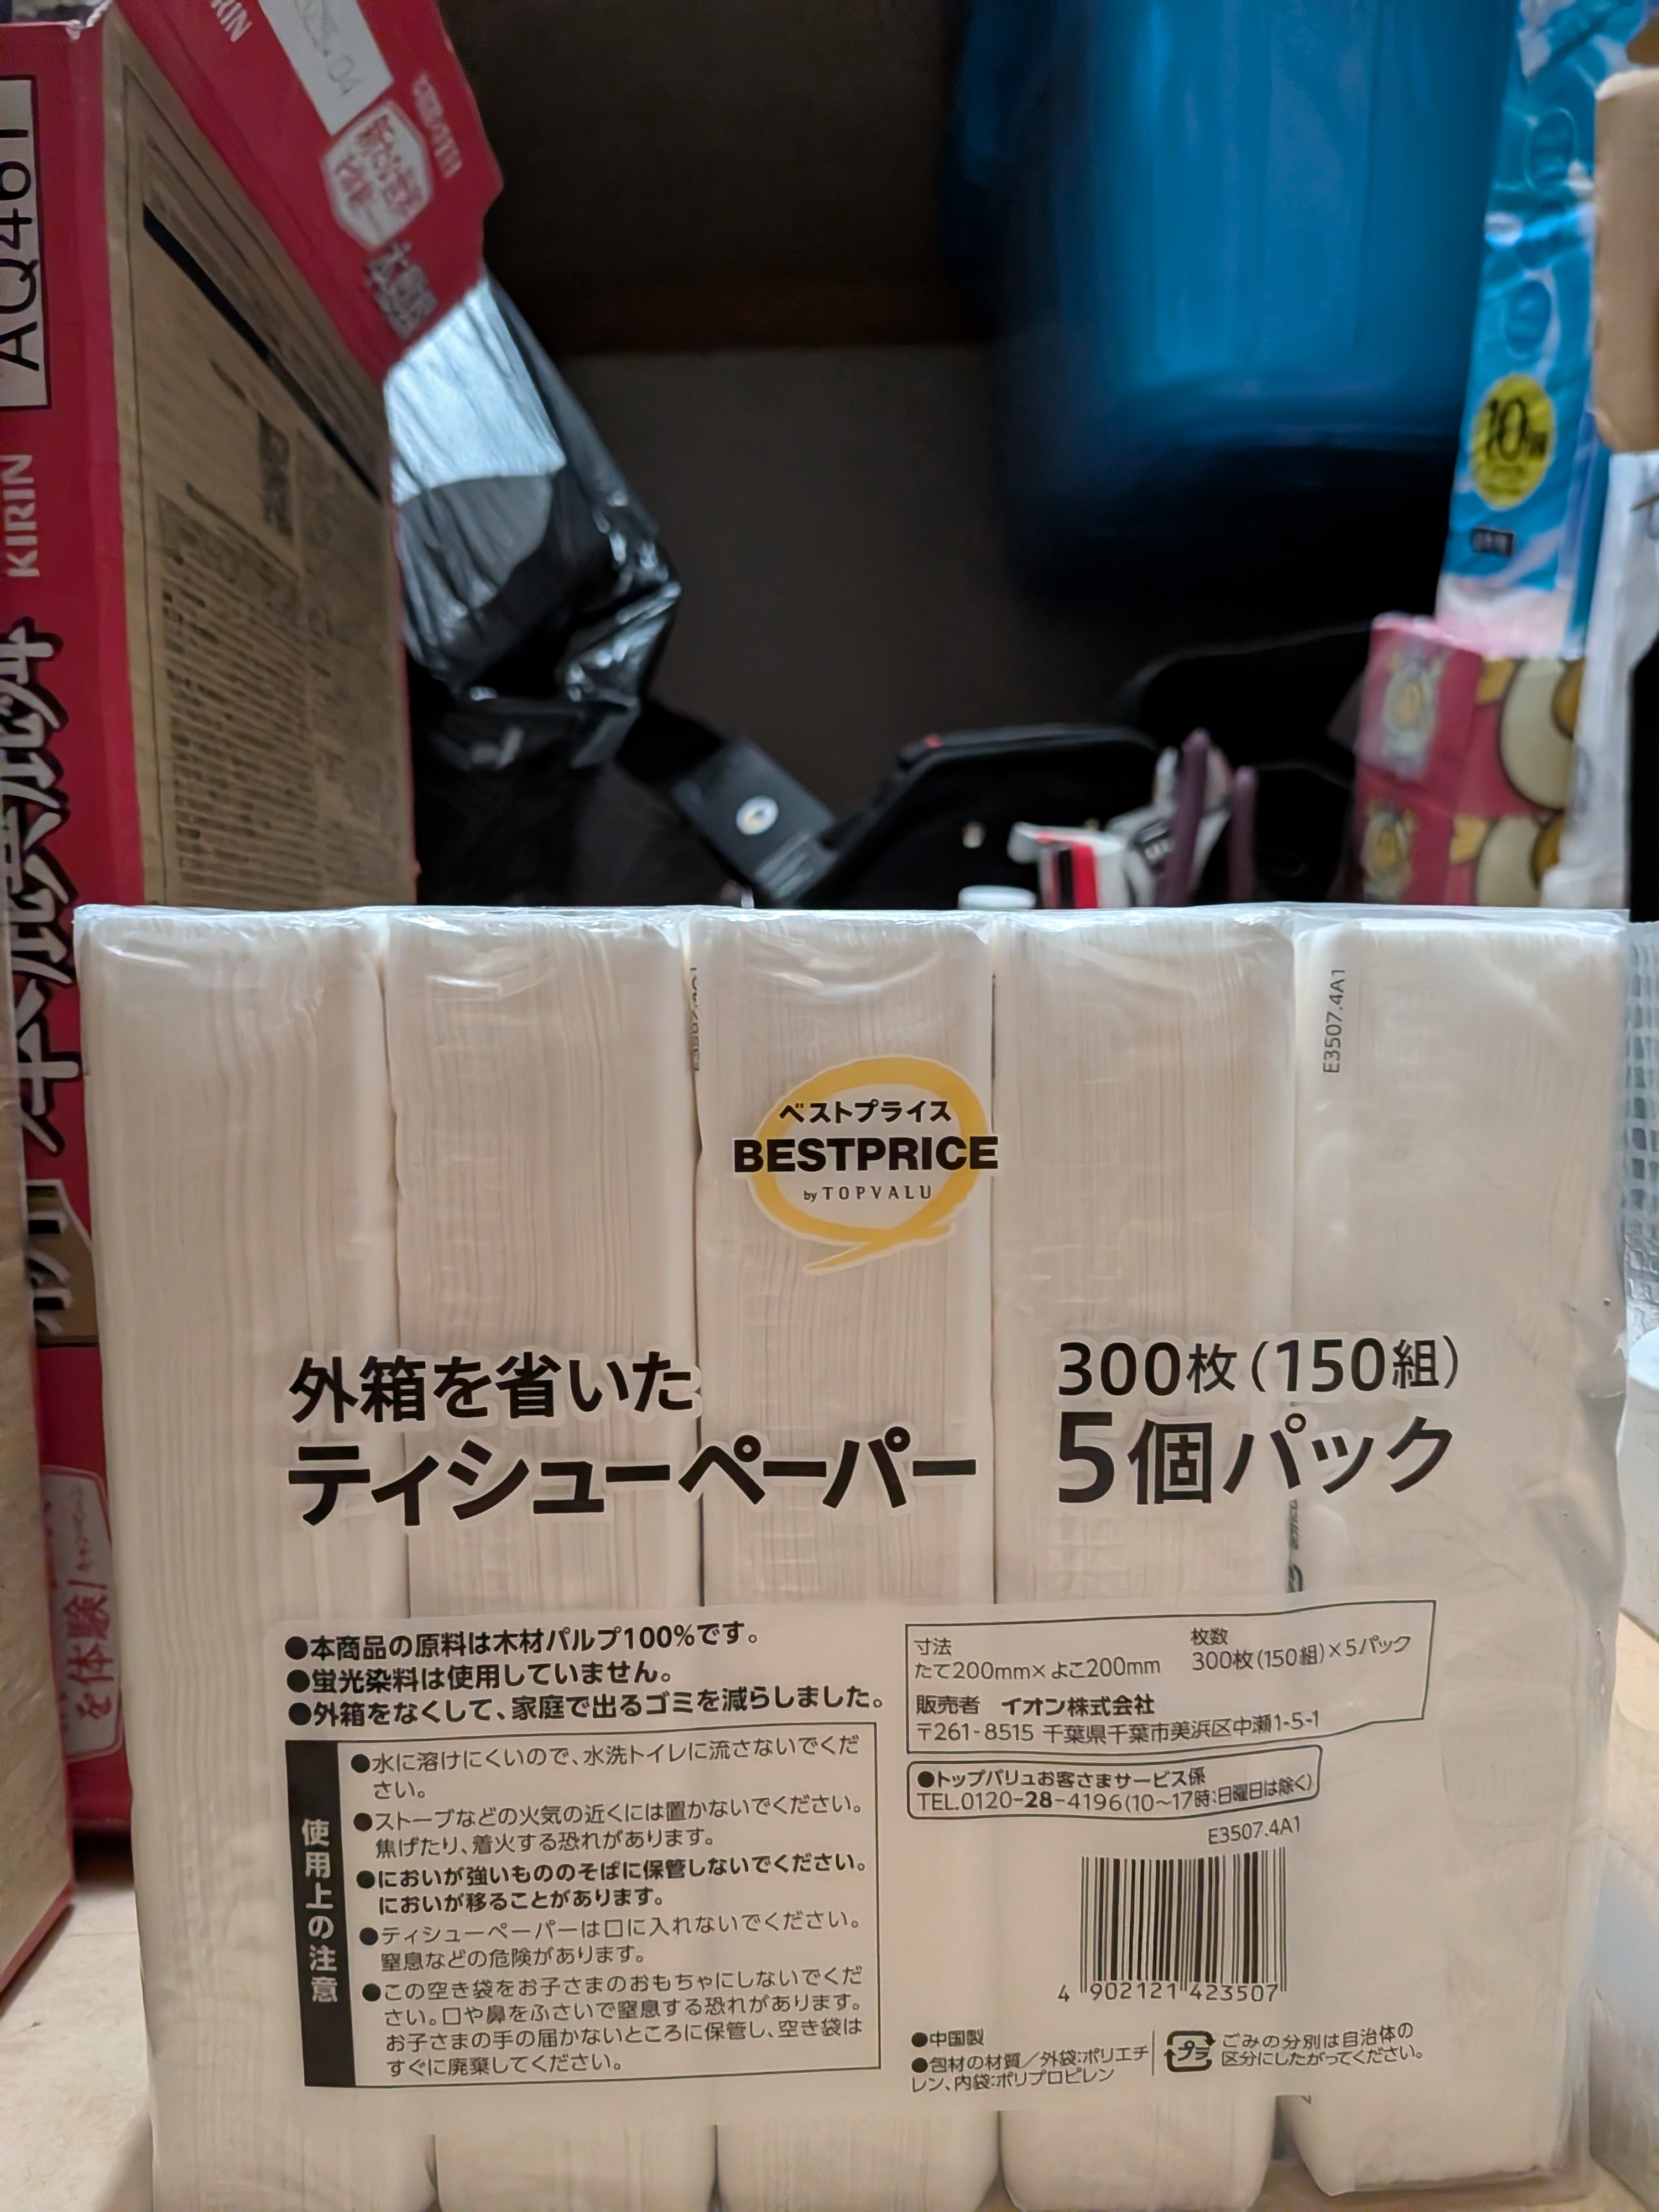 KIRIN
AQ461
KIRIN
を体験!
10個
E3507.4A1
ベストプライス
BESTPRICE
by TOPVALU
外箱を省いた
ティシューペーパー
300枚(150組)
5個パック
●本商品の原料は木材パルプ100%です。
●蛍光染料は使用していません。
●外箱をなくして、家庭で出るゴミを減らしました。
使用上の注意
●水に溶けにくいので、水洗トイレに流さないでくだ
さい。
●ストーブなどの火気の近くには置かないでください。
焦げたり、着火する恐れがあります。
●においが強いもののそばに保管しないでください。
においが移ることがあります。
●ティシューペーパーは口に入れないでください。
窒息などの危険があります。
●この空き袋をお子さまのおもちゃにしないでくだ
さい。口や鼻をふさいで窒息する恐れがあります。
お子さまの手の届かないところに保管し、空き袋は
すぐに廃棄してください。
寸法
たて200mm×よこ200mm
枚数
300枚(150組)×5パック
販売者 イオン株式会社
〒261-8515 千葉県千葉市美浜区中瀬1-5-1
●トップバリュお客さまサービス係
TEL.0120-28-4196(10~17時:日曜日は除く)
E3507.4A1
4 902121 423507
●中国製
●包材の材質/外袋:ポリエチ
レン、内袋:ポリプロピレン
プラ
ごみの分別は自治体の
区分にしたがってください。